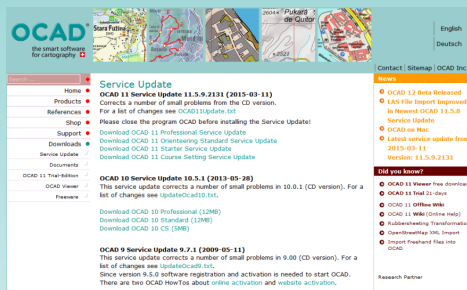 OCAD
the smart software
for cartography
Stara Fužina
2604
Pukará
de Quitor
2523
English
Deutsch
Contact | Sitemap | OCAD Inc
Search ...
Home
Products
References
Shop
Support
Downloads
Service Update
Documents
OCAD 11 Trial-Edition
OCAD Viewer
Freeware
Service Update
OCAD 11 Service Update 11.5.9.2131 (2015-03-11)
Corrects a number of small problems from the CD version.
For a list of changes see OCAD11Update.txt
Please close the program OCAD before installing the Service Update!
Download OCAD 11 Professional Service Update
Download OCAD 11 Orienteering Standard Service Update
Download OCAD 11 Starter Service Update
Download OCAD 11 Course Setting Service Update
OCAD 10 Service Update 10.5.1 (2013-05-28)
This service update corrects a number of small problems in 10.0.1 (CD version). For a
list of changes see UpdateOcad10.txt.
Download OCAD 10 Professional (12MB)
Download OCAD 10 Standard (12MB)
Download OCAD 10 CS (5MB)
OCAD 9 Service Update 9.7.1 (2009-05-11)
This service update corrects a number of small problems in 9.00 (CD version). For a
list of changes see UpdateOcad9.txt.
Since version 9.5.0 software registration and activation is needed to start OCAD.
There are two OCAD HowTos about online activation and website activation.
News
OCAD 12 Beta Released
LAS File Import Improved
in Newest OCAD 11.5.8
Service Update
OCAD on Mac
Latest service update from
2015-03-11
Version: 11.5.9.2131
Did you know?
OCAD 11 Viewer free download
OCAD 11 Trial 21-days
OCAD 11 Offline Wiki
OCAD 11 Wiki (Online Help)
Rubbersheeting Transformatio
OpenStreetMap XML Import
Import Freehand files into
OCAD
Research Partner